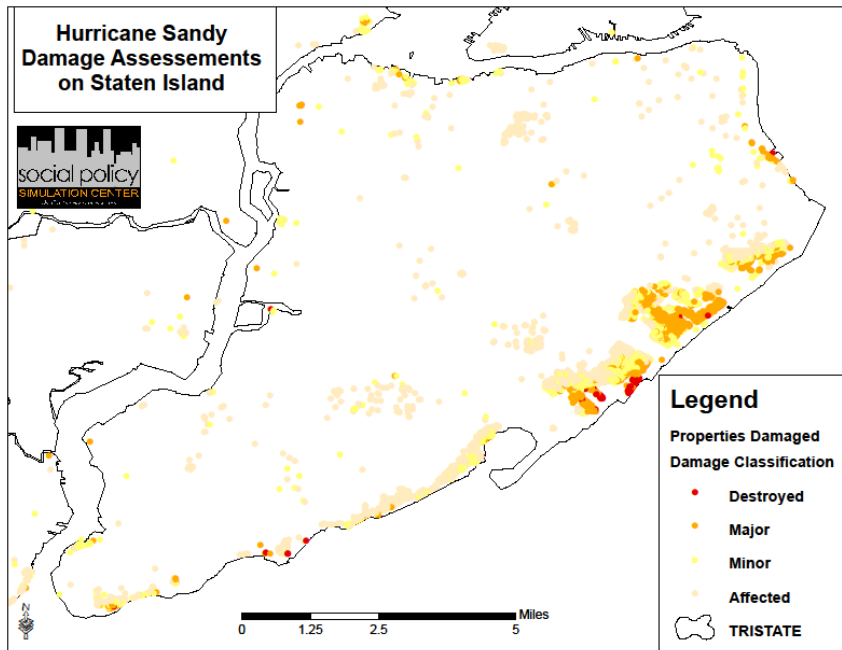 Hurricane Sandy
Damage Assessements
on Staten Island
social policy
SIMULATION CENTER
Legend
Properties Damaged
Damage Classification
Destroyed
Major
Minor
Affected
TRISTATE
N
Miles
0 1.25 2.5 5